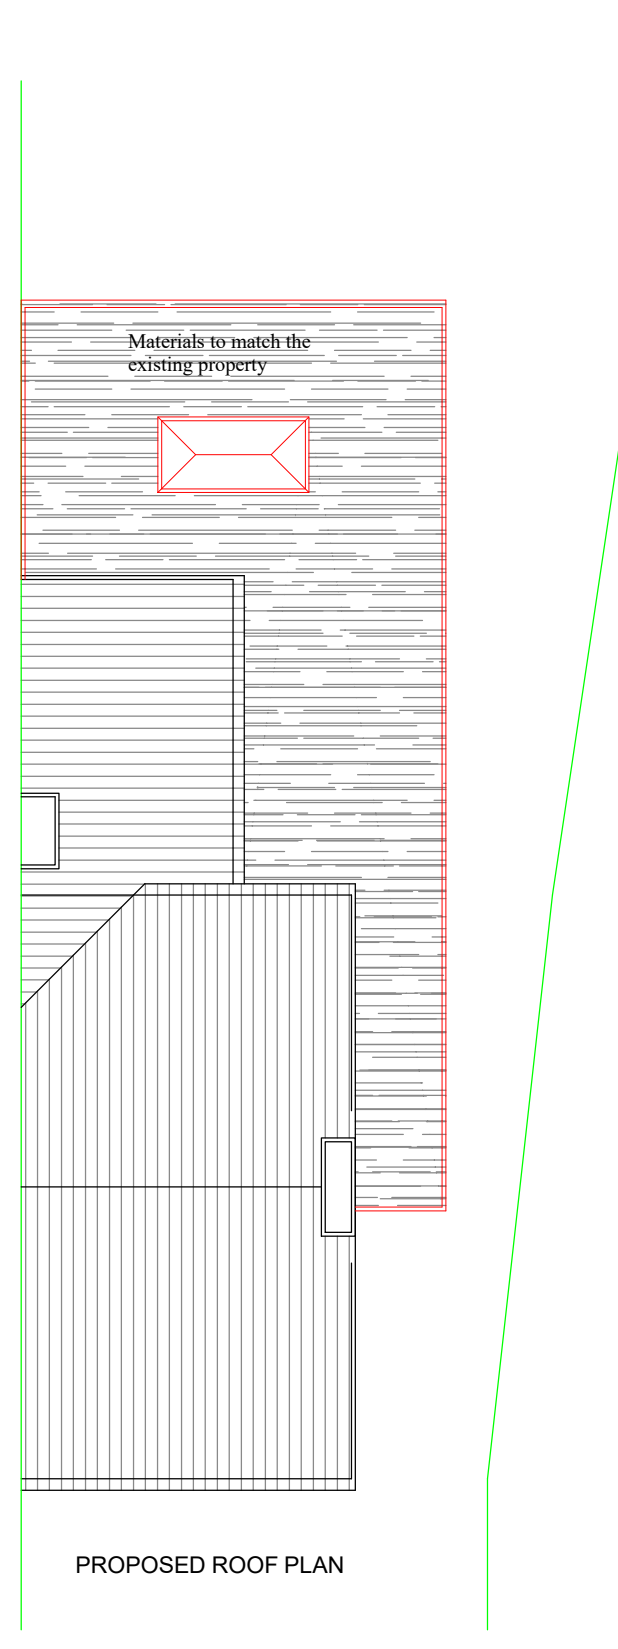 Materials to match the
existing property
PROPOSED ROOF PLAN